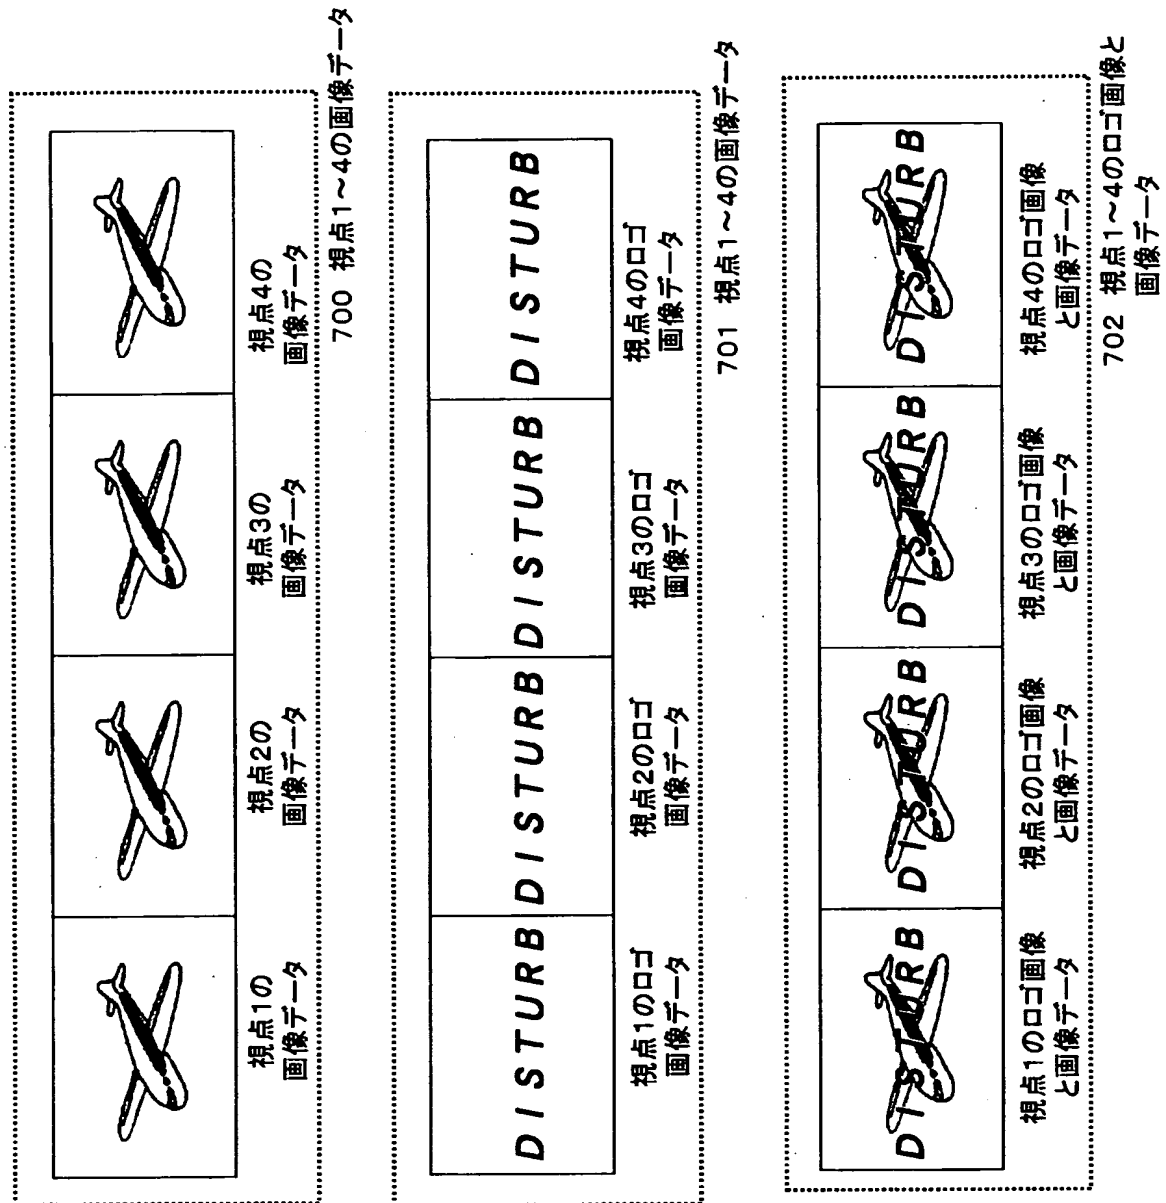 視点1の
画像データ
視点2の
画像データ
視点3の
画像データ
視点4の
画像データ
700 視点1～4の画像データ
DISTURB
DISTURB
DISTURB
DISTURB
視点1のロゴ
画像データ
視点2のロゴ
画像データ
視点3のロゴ
画像データ
視点4のロゴ
画像データ
701 視点1～4の画像データ
DISTURB
DISTURB
DISTURB
DISTURB
視点1のロゴ画像
と画像データ
視点2のロゴ画像
と画像データ
視点3のロゴ画像
と画像データ
視点4のロゴ画像
と画像データ
702 視点1～4のロゴ画像と
画像データ